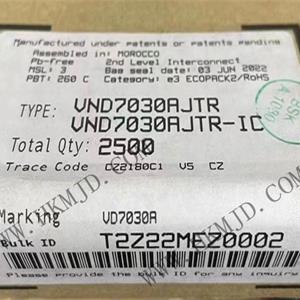 Manufactured under patents or patents pending
Assembled in: MOROCCO
Pb-free 2nd Level Interconnect
MSL: 3 Bag seal date: 03 JUN 2022
PBT: 260 C Category: e3 ECOPACK2/RoHS
TYPE: VND7030AJTR
VND7030AJTR-IC
Total Qty: 2500
Trace Code CZ2180C1 V5 CZ
Marking VD7030A
Bulk ID T2Z22MEZ0002
Please provide the bulk ID for any inquiry
WWW.HKMJD.COM